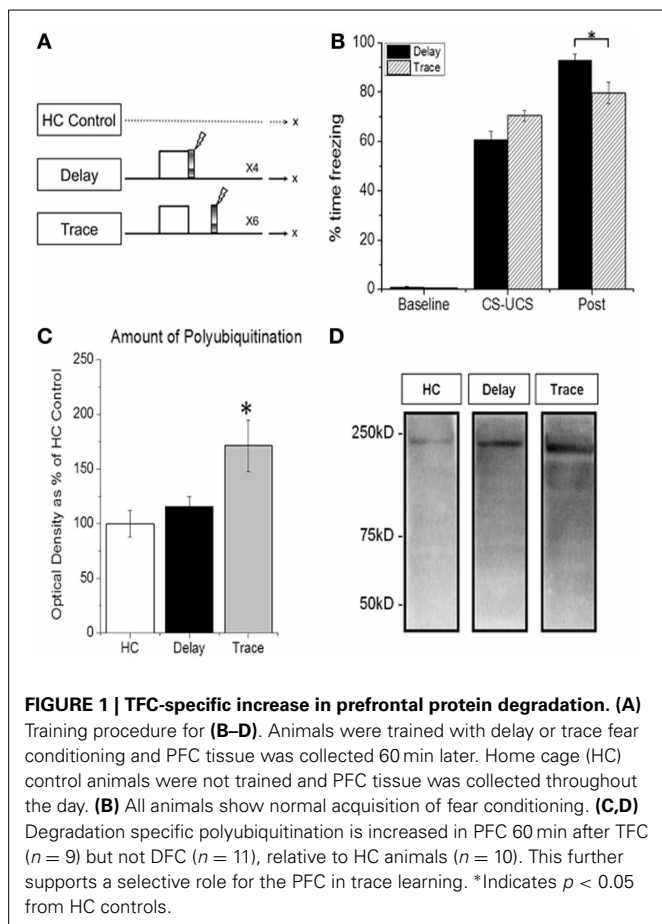 A
HC Control
x
Delay
X4
x
Trace
X6
x
B
Delay
Trace
*
% time freezing
100
80
60
40
20
0
Baseline CS-UCS Post
C
Amount of Polyubiquitination
Optical Density as % of HC Control
250
200
150
100
50
0
*
HC Delay Trace
D
HC Delay Trace
250kD -
75kD -
50kD -
FIGURE 1 | TFC-specific increase in prefrontal protein degradation. (A)
Training procedure for (B–D). Animals were trained with delay or trace fear
conditioning and PFC tissue was collected 60 min later. Home cage (HC)
control animals were not trained and PFC tissue was collected throughout
the day. (B) All animals show normal acquisition of fear conditioning. (C,D)
Degradation specific polyubiquitination is increased in PFC 60 min after TFC
(n = 9) but not DFC (n = 11), relative to HC animals (n = 10). This further
supports a selective role for the PFC in trace learning. *Indicates p < 0.05
from HC controls.